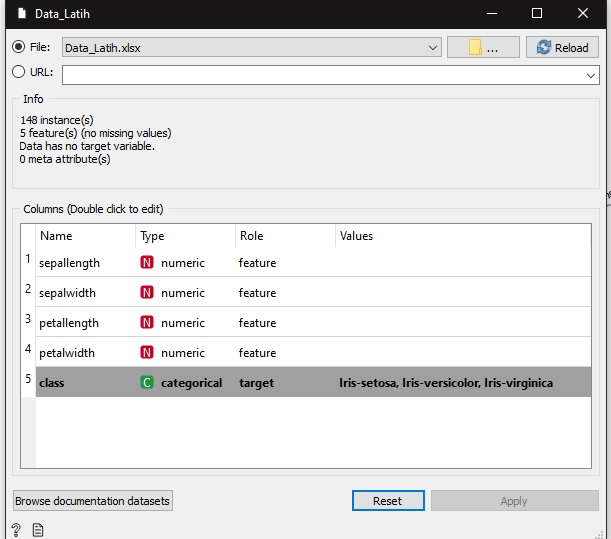 Data_Latih
File: Data_Latih.xlsx ... Reload
URL:
Info
148 instance(s)
5 feature(s) (no missing values)
Data has no target variable.
0 meta attribute(s)
Columns (Double click to edit)
Name Type Role Values
1 sepallength N numeric feature
2 sepalwidth N numeric feature
3 petallength N numeric feature
4 petalwidth N numeric feature
5 class C categorical target Iris-setosa, Iris-versicolor, Iris-virginica
Browse documentation datasets Reset Apply
?